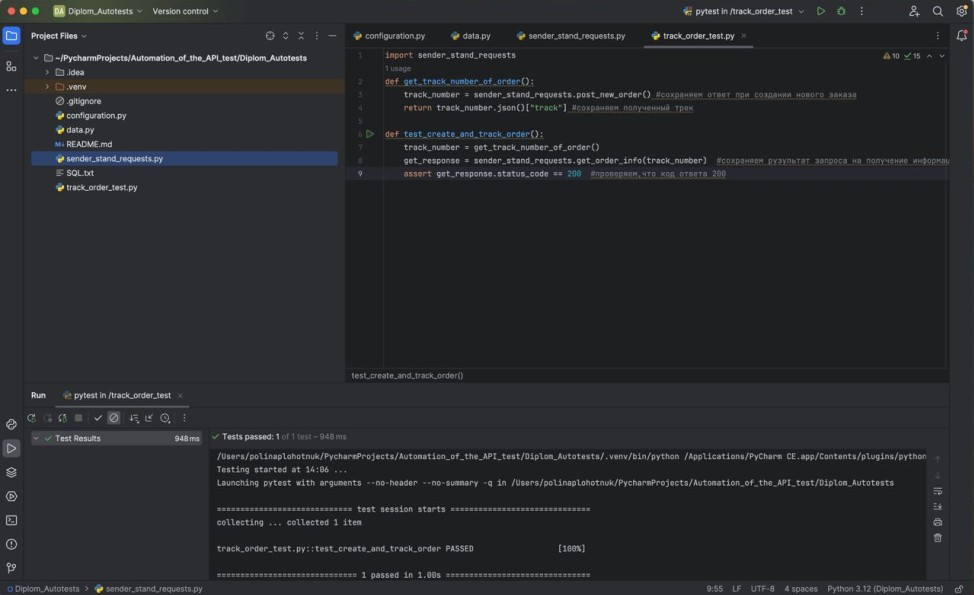 DA Diplom_Autotests Version control pytest in /track_order_test
Project Files
~/PycharmProjects/Automation_of_the_API_test/Diplom_Autotests
.idea
.venv
.gitignore
configuration.py
data.py
M↓ README.md
sender_stand_requests.py
SQL.txt
track_order_test.py
configuration.py data.py sender_stand_requests.py track_order_test.py
1 import sender_stand_requests
10 15
1 usage
2 def get_track_number_of_order():
3 track_number = sender_stand_requests.post_new_order() #сохраняем ответ при создании нового заказа
4 return track_number.json()["track"] #сохраняем полученный трек
5
6 def test_create_and_track_order():
7 track_number = get_track_number_of_order()
8 get_response = sender_stand_requests.get_order_info(track_number) #сохраняем рузультат запроса на получение информац
9 assert get_response.status_code == 200 #проверяем,что код ответа 200
test_create_and_track_order()
Run pytest in /track_order_test
Test Results 948 ms
Tests passed: 1 of 1 test – 948 ms
/Users/polinaplohotnuk/PycharmProjects/Automation_of_the_API_test/Diplom_Autotests/.venv/bin/python /Applications/PyCharm CE.app/Contents/plugins/python
Testing started at 14:06 ...
Launching pytest with arguments --no-header --no-summary -q in /Users/polinaplohotnuk/PycharmProjects/Automation_of_the_API_test/Diplom_Autotests
============================= test session starts ==============================
collecting ... collected 1 item
track_order_test.py::test_create_and_track_order PASSED [100%]
============================== 1 passed in 1.00s ===============================
Diplom_Autotests > sender_stand_requests.py 9:55 LF UTF-8 4 spaces Python 3.12 (Diplom_Autotests)